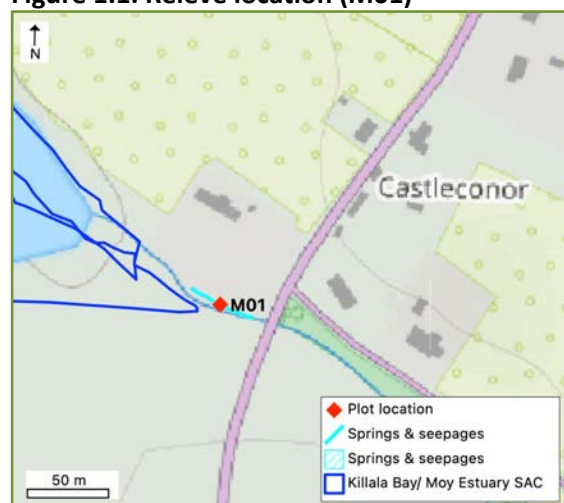 Figure 1.1: Relevé location (M01)
N
Castleconor
M01
Plot location
Springs & seepages
Springs & seepages
Killala Bay/ Moy Estuary SAC
50 m